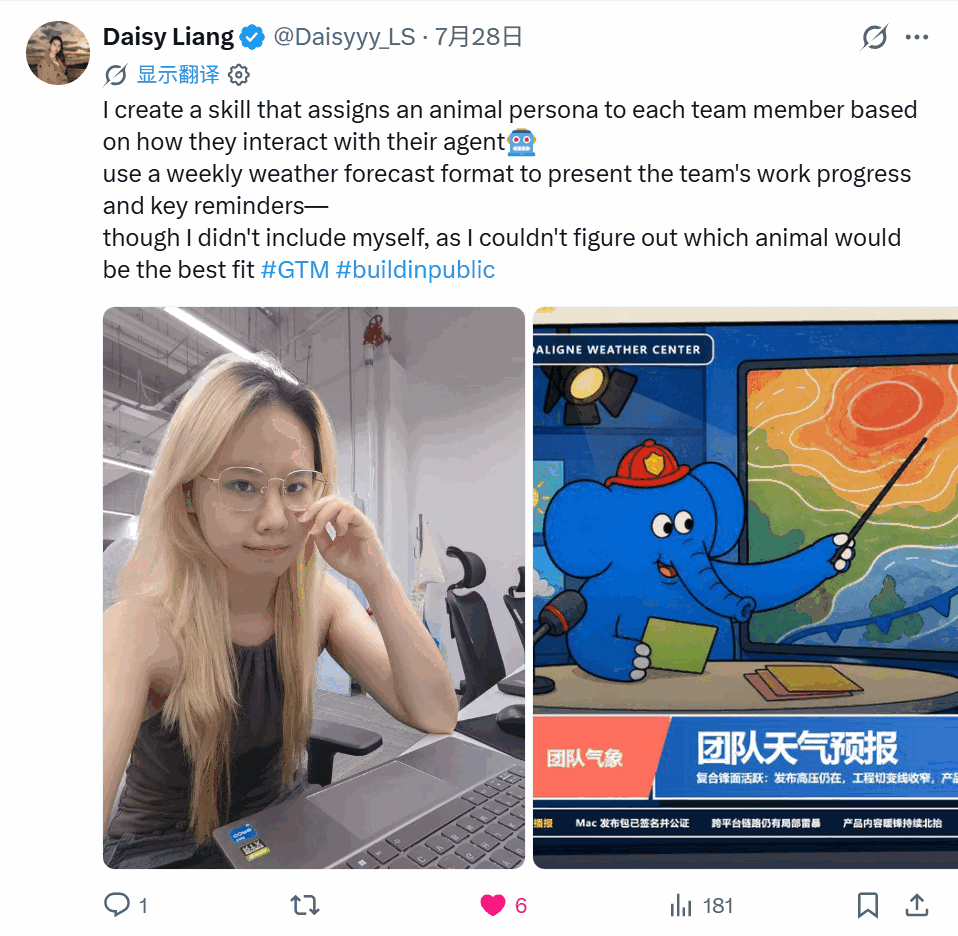 Daisy Liang @Daisyyy_LS · 7月28日
显示翻译
I create a skill that assigns an animal persona to each team member based
on how they interact with their agent🤖
use a weekly weather forecast format to present the team's work progress
and key reminders—
though I didn't include myself, as I couldn't figure out which animal would
be the best fit #GTM #buildinpublic
DALIGNE WEATHER CENTER
团队气象
团队天气预报
复合锋面活跃：发布高压仍在，工程切变线收窄，产品
播报 Mac 发布包已签名并公证 跨平台链路仍有局部雷暴 产品内容暖锋持续北抬
1 6 181